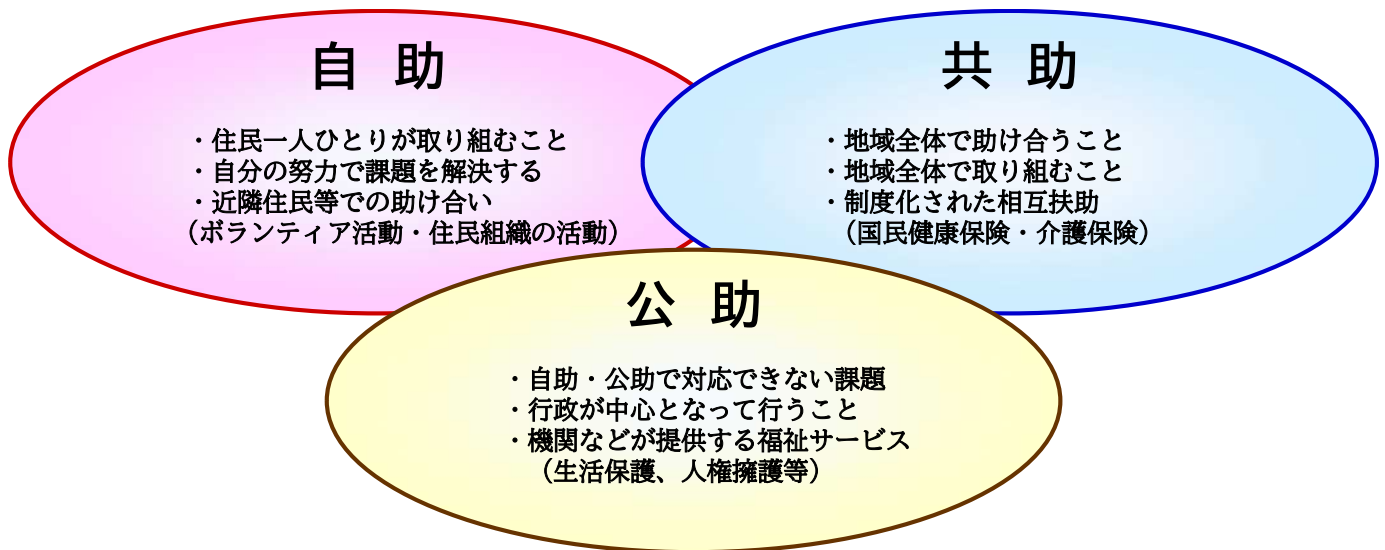 自 助
・住民一人ひとりが取り組むこと
・自分の努力で課題を解決する
・近隣住民等での助け合い
（ボランティア活動・住民組織の活動）
共 助
・地域全体で助け合うこと
・地域全体で取り組むこと
・制度化された相互扶助
（国民健康保険・介護保険）
公 助
・自助・公助で対応できない課題
・行政が中心となって行うこと
・機関などが提供する福祉サービス
（生活保護、人権擁護等）